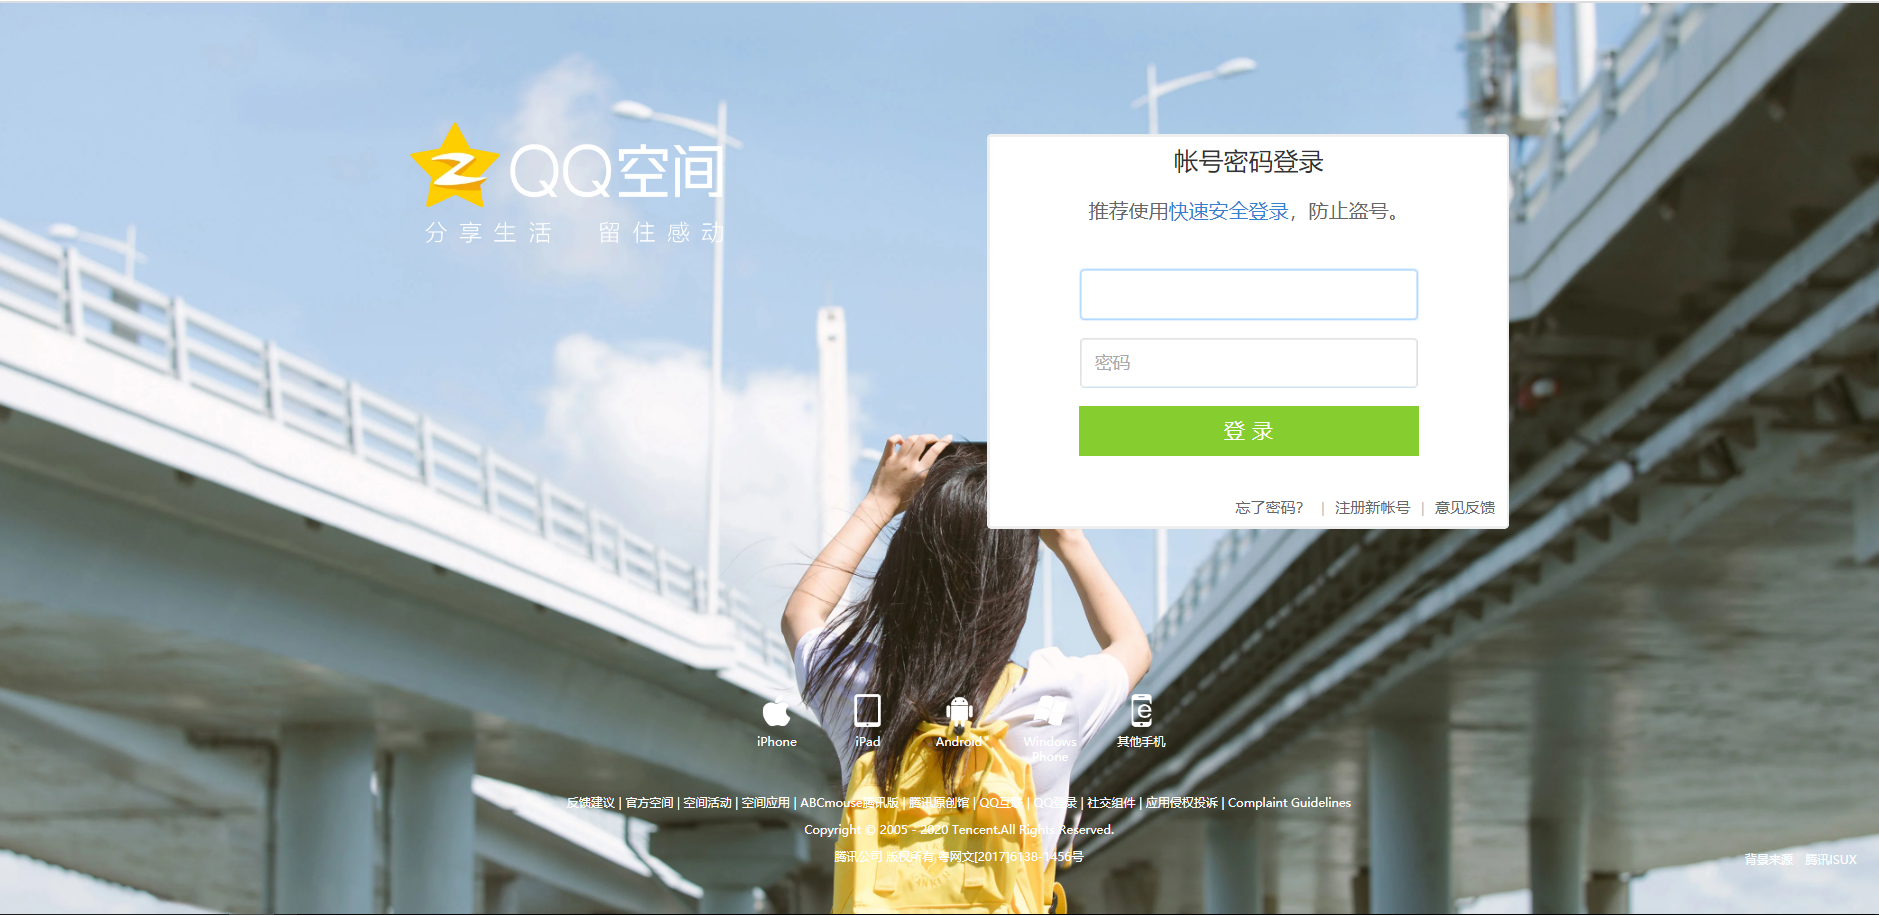 QQ空间
分享生活 留住感动
帐号密码登录
推荐使用快速安全登录，防止盗号。
密码
登 录
忘了密码？ | 注册新帐号 | 意见反馈
iPhone iPad Android Windows Phone 其他手机
反馈建议 | 官方空间 | 空间活动 | 空间应用 | ABCmouse腾讯版 | 腾讯原创馆 | QQ互联 | QQ登录 | 社交组件 | 应用侵权投诉 | Complaint Guidelines
Copyright © 2005 - 2020 Tencent.All Rights Reserved.
腾讯公司 版权所有 粤网文[2017]6138-1456号
背景来源 腾讯ISUX